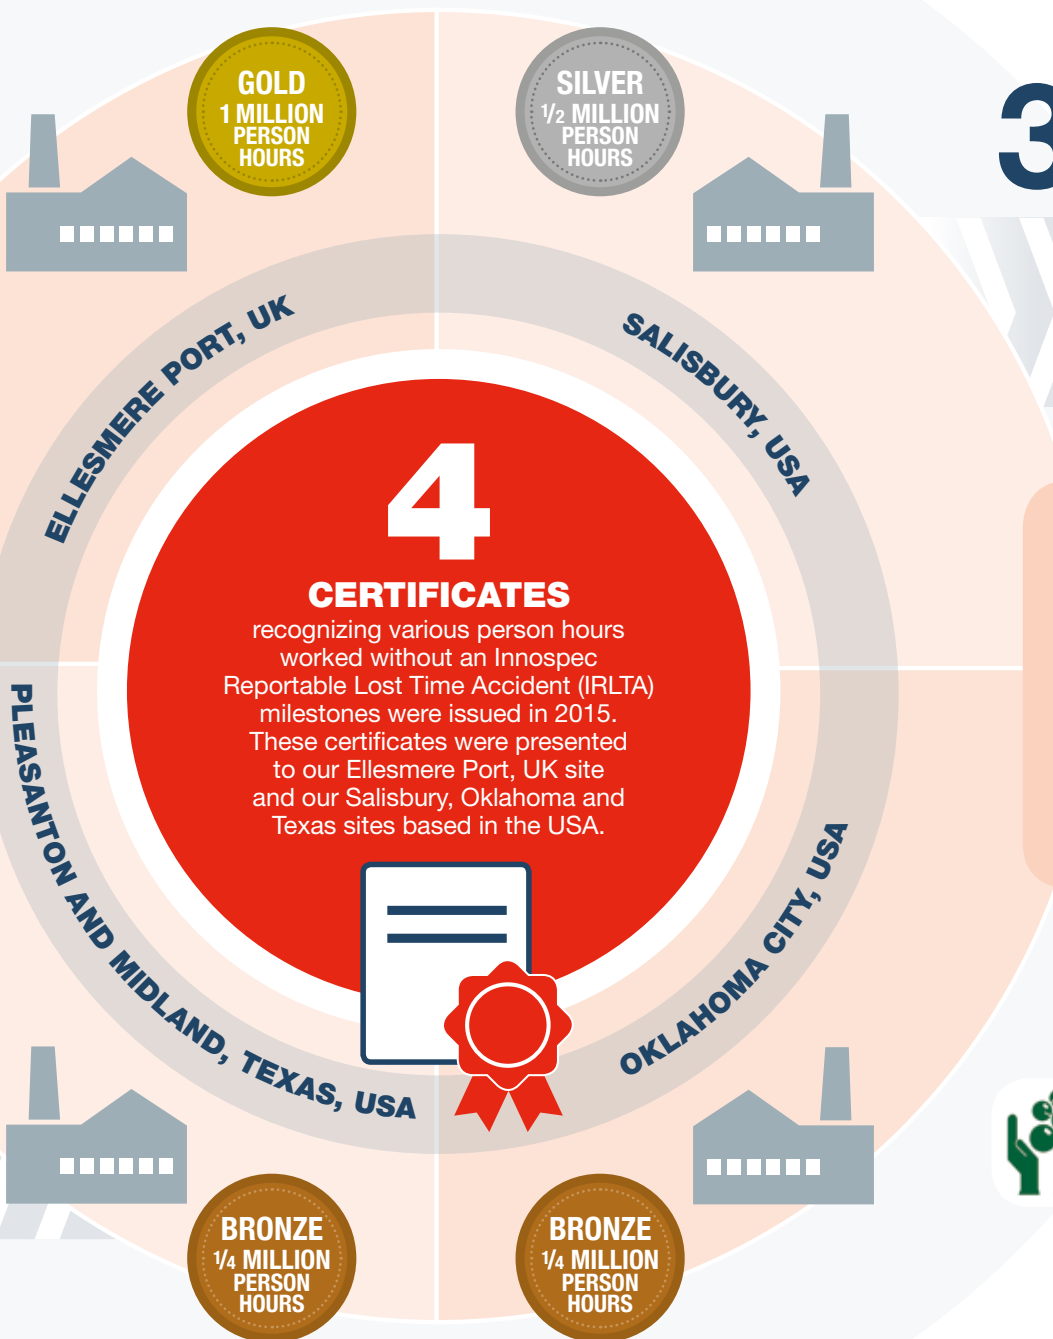 GOLD
1 MILLION
PERSON
HOURS
SILVER
1/2 MILLION
PERSON
HOURS
3
ELLESMERE PORT, UK
SALISBURY, USA
4
CERTIFICATES
recognizing various person hours
worked without an Innospec
Reportable Lost Time Accident (IRLTA)
milestones were issued in 2015.
These certificates were presented
to our Ellesmere Port, UK site
and our Salisbury, Oklahoma and
Texas sites based in the USA.
PLEASANTON AND MIDLAND, TEXAS, USA
OKLAHOMA CITY, USA
BRONZE
1/4 MILLION
PERSON
HOURS
BRONZE
1/4 MILLION
PERSON
HOURS